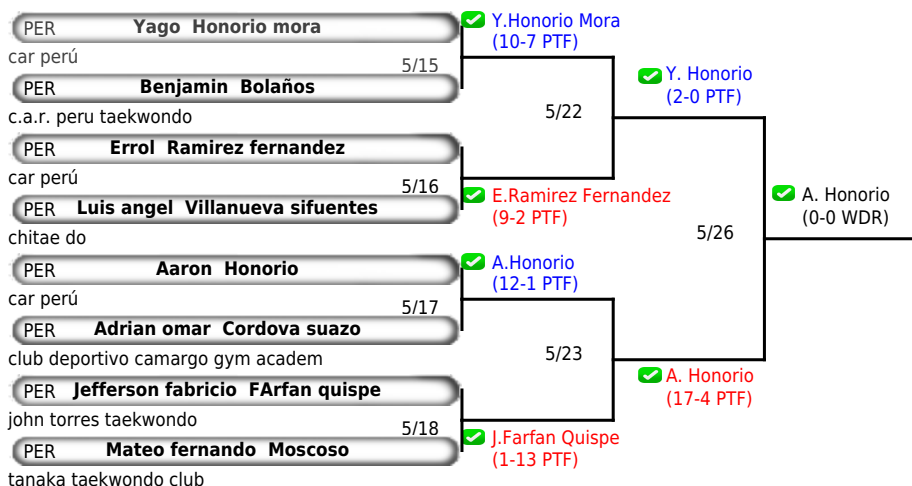 PER Yago Honorio mora
car perú
5/15
PER Benjamin Bolaños
c.a.r. peru taekwondo
PER Errol Ramirez fernandez
car perú
5/16
PER Luis angel Villanueva sifuentes
chitae do
PER Aaron Honorio
car perú
5/17
PER Adrian omar Cordova suazo
club deportivo camargo gym academ
PER Jefferson fabricio FArfan quispe
john torres taekwondo
5/18
PER Mateo fernando Moscoso
tanaka taekwondo club
Y.Honorio Mora
(10-7 PTF)
5/22
E.Ramirez Fernandez
(9-2 PTF)
A.Honorio
(12-1 PTF)
5/23
J.Farfan Quispe
(1-13 PTF)
Y. Honorio
(2-0 PTF)
5/26
A. Honorio
(17-4 PTF)
A. Honorio
(0-0 WDR)